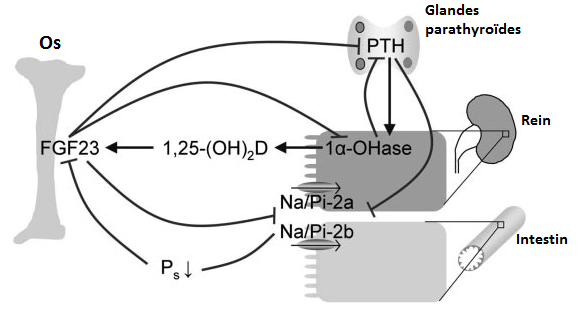 Glandes
parathyroïdes
Os
PTH
Rein
FGF23
1,25-(OH)₂D
1α-OHase
Na/Pi-2a
Na/Pi-2b
Intestin
Pₛ↓